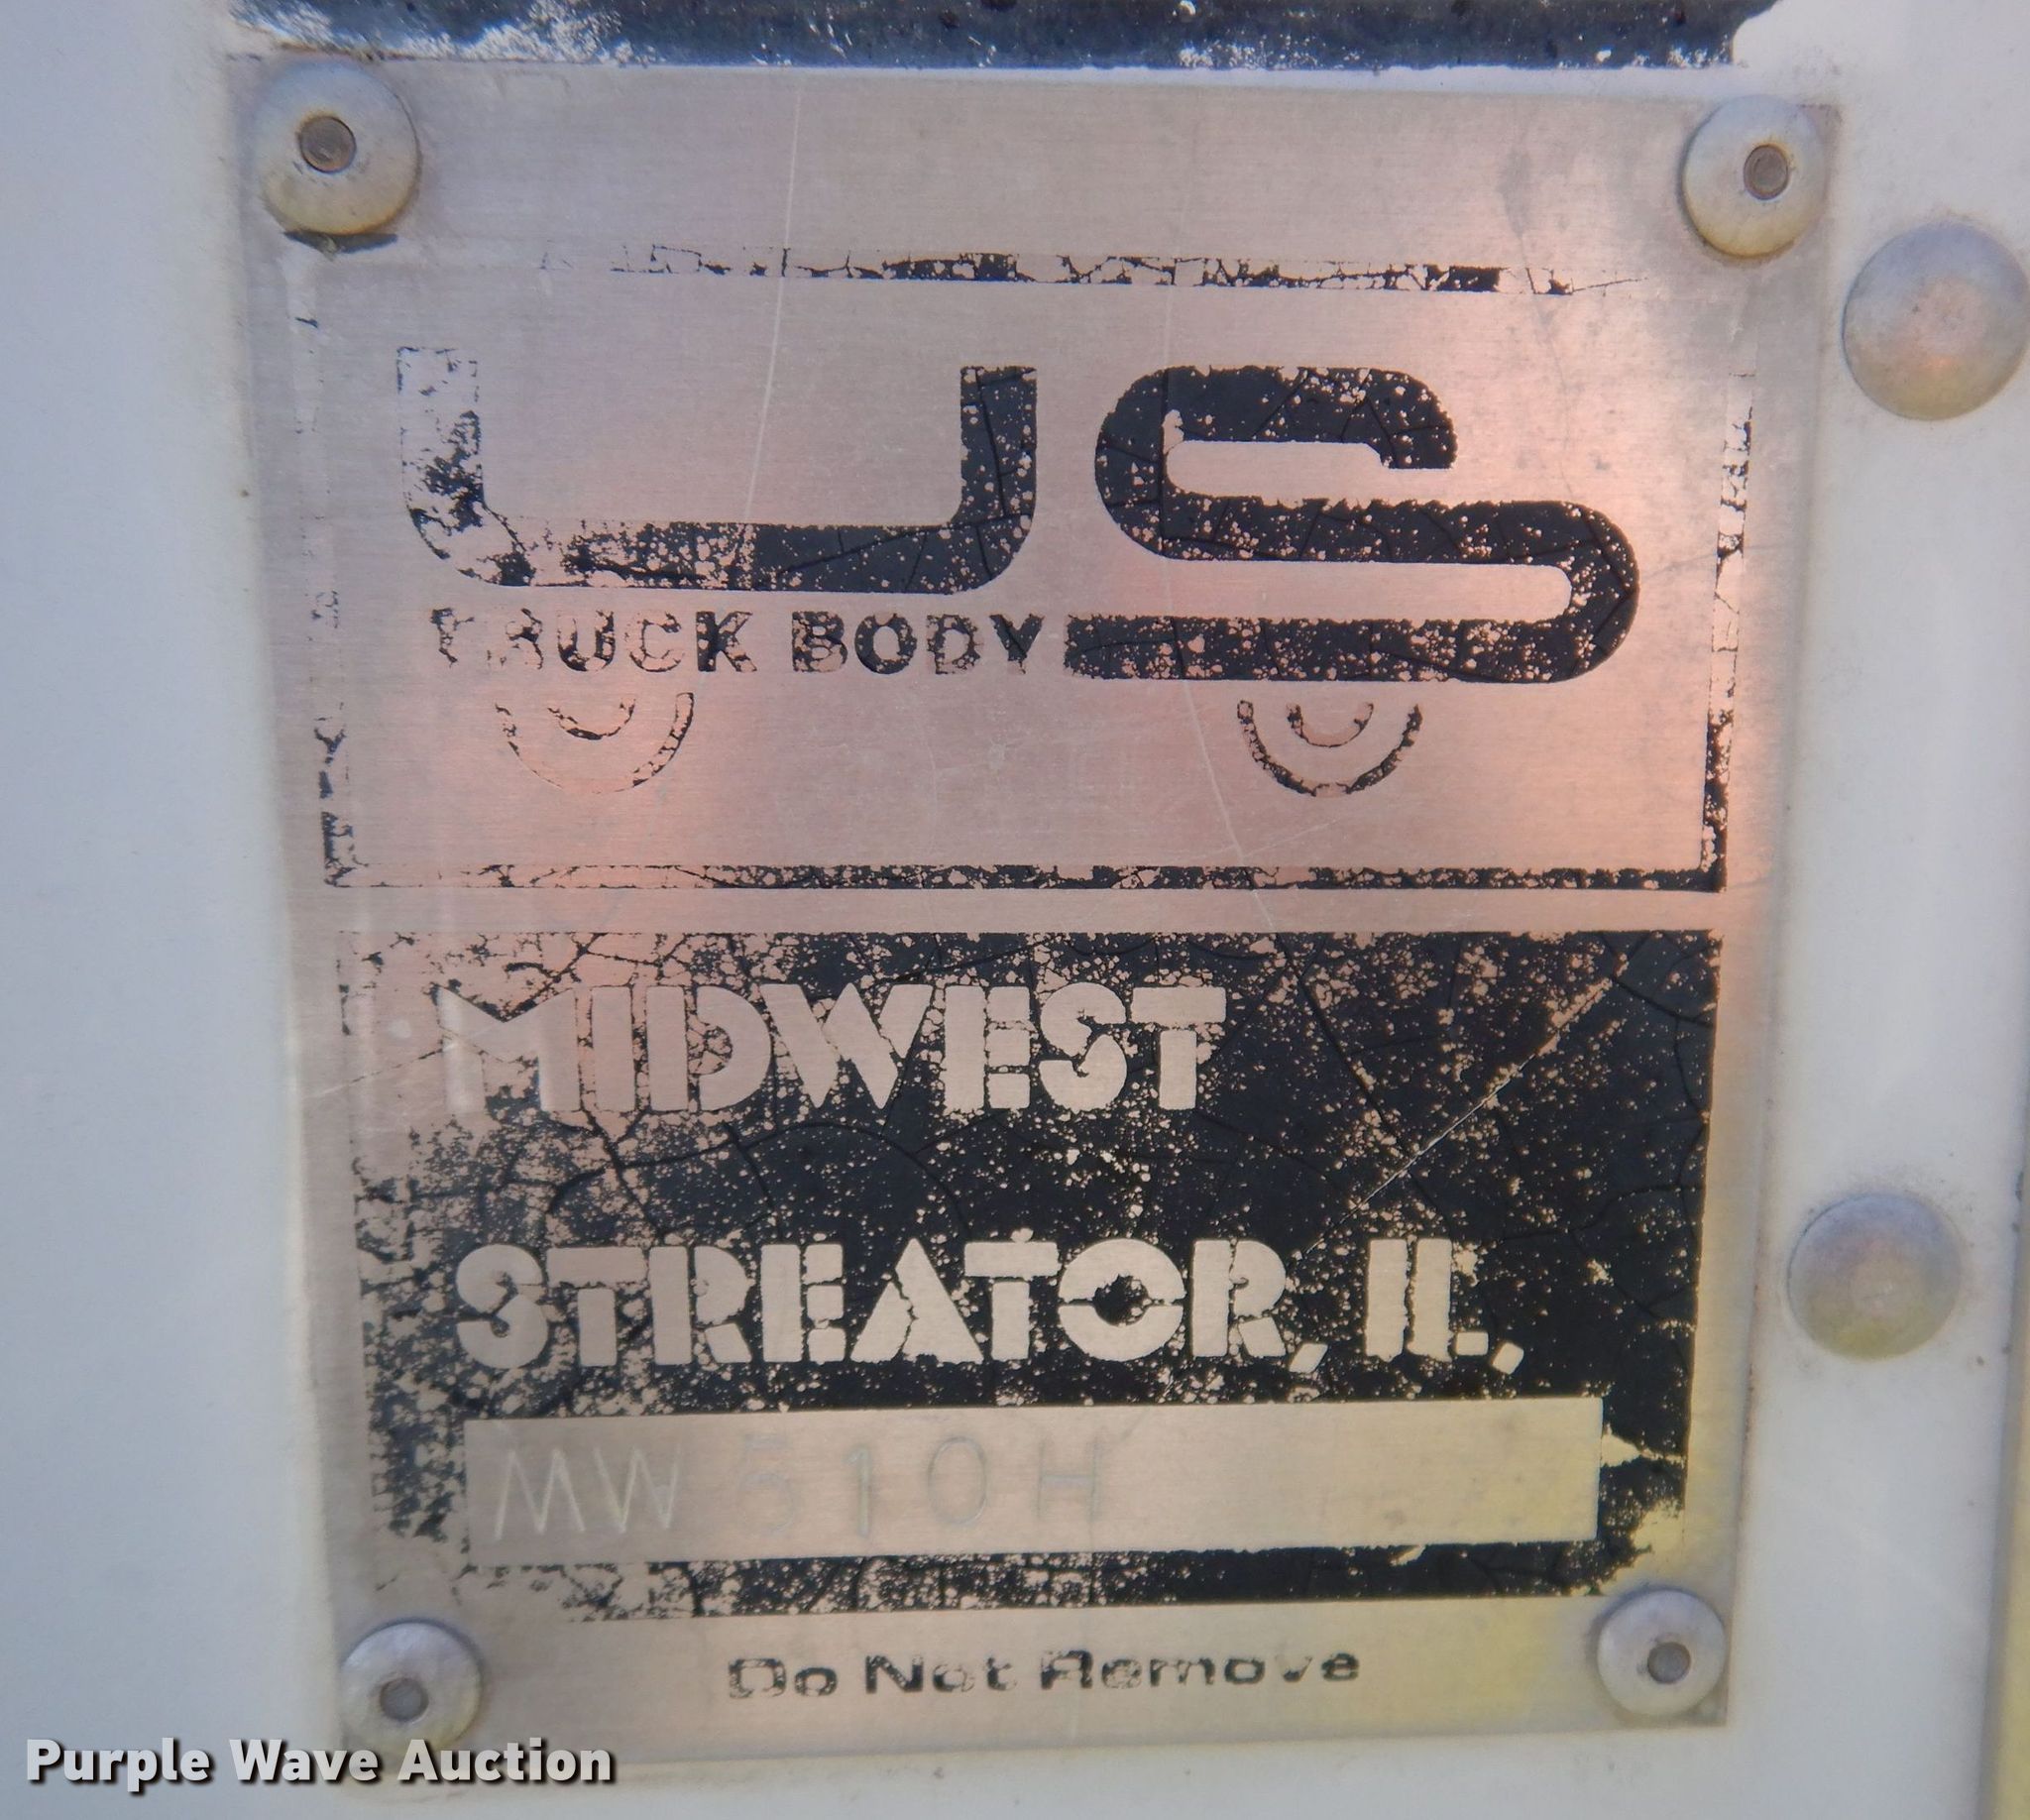 US
TRUCK BODY
MIDWEST
STREATOR, IL.,
MW 510H
Do Not Remove
Purple Wave Auction